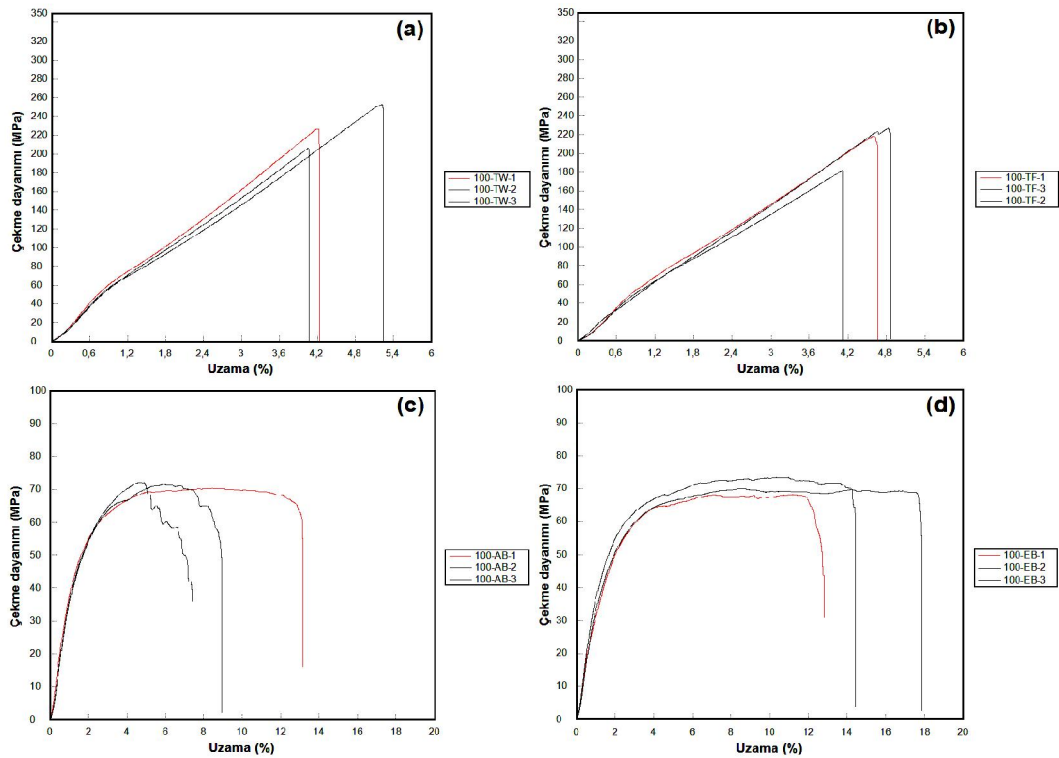 (a)
Çekme dayanımı (MPa)
350
320
300
280
260
240
220
200
180
160
140
120
100
80
60
40
20
0
0 0,6 1,2 1,8 2,4 3 3,6 4,2 4,8 5,4 6
Uzama (%)
100-TW-1
100-TW-2
100-TW-3
(b)
Çekme dayanımı (MPa)
350
320
300
280
260
240
220
200
180
160
140
120
100
80
60
40
20
0
0 0,6 1,2 1,8 2,4 3 3,6 4,2 4,8 5,4 6
Uzama (%)
100-TF-1
100-TF-3
100-TF-2
(c)
Çekme dayanımı (MPa)
100
90
80
70
60
50
40
30
20
10
0
0 2 4 6 8 10 12 14 16 18 20
Uzama (%)
100-AB-1
100-AB-2
100-AB-3
(d)
Çekme dayanımı (MPa)
100
90
80
70
60
50
40
30
20
10
0
0 2 4 6 8 10 12 14 16 18 20
Uzama (%)
100-EB-1
100-EB-2
100-EB-3